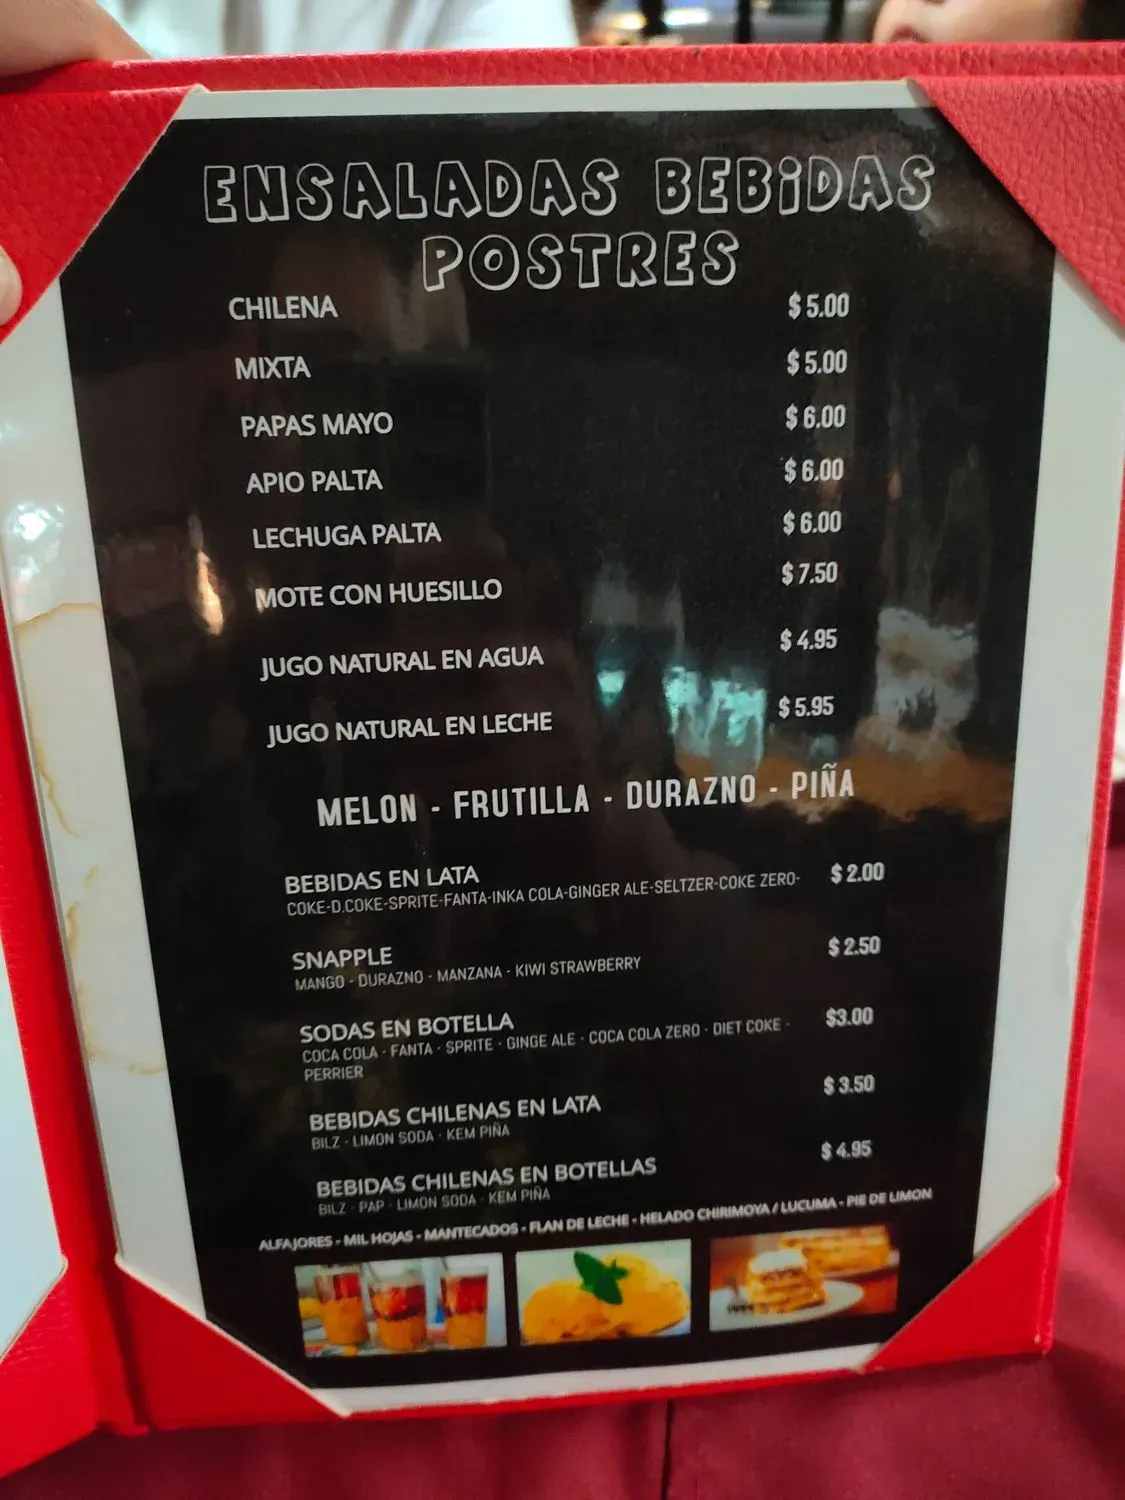 ENSALADAS BEBIDAS
POSTRES
CHILENA $ 5.00
MIXTA $ 5.00
PAPAS MAYO $ 6.00
APIO PALTA $ 6.00
LECHUGA PALTA $ 6.00
MOTE CON HUESILLO $ 7.50
JUGO NATURAL EN AGUA $ 4.95
JUGO NATURAL EN LECHE $ 5.95
MELON - FRUTILLA - DURAZNO - PIÑA
BEBIDAS EN LATA $ 2.00
COKE-D.COKE-SPRITE-FANTA-INKA COLA-GINGER ALE-SELTZER-COKE ZERO-
SNAPPLE $ 2.50
MANGO - DURAZNO - MANZANA - KIWI STRAWBERRY
SODAS EN BOTELLA $3.00
COCA COLA - FANTA - SPRITE - GINGE ALE - COCA COLA ZERO - DIET COKE -
PERRIER
BEBIDAS CHILENAS EN LATA $ 3.50
BILZ - LIMON SODA - KEM PIÑA
BEBIDAS CHILENAS EN BOTELLAS $ 4.95
BILZ - PAP - LIMON SODA - KEM PIÑA
ALFAJORES - MIL HOJAS - MANTECADOS - FLAN DE LECHE - HELADO CHIRIMOYA / LUCUMA - PIE DE LIMON